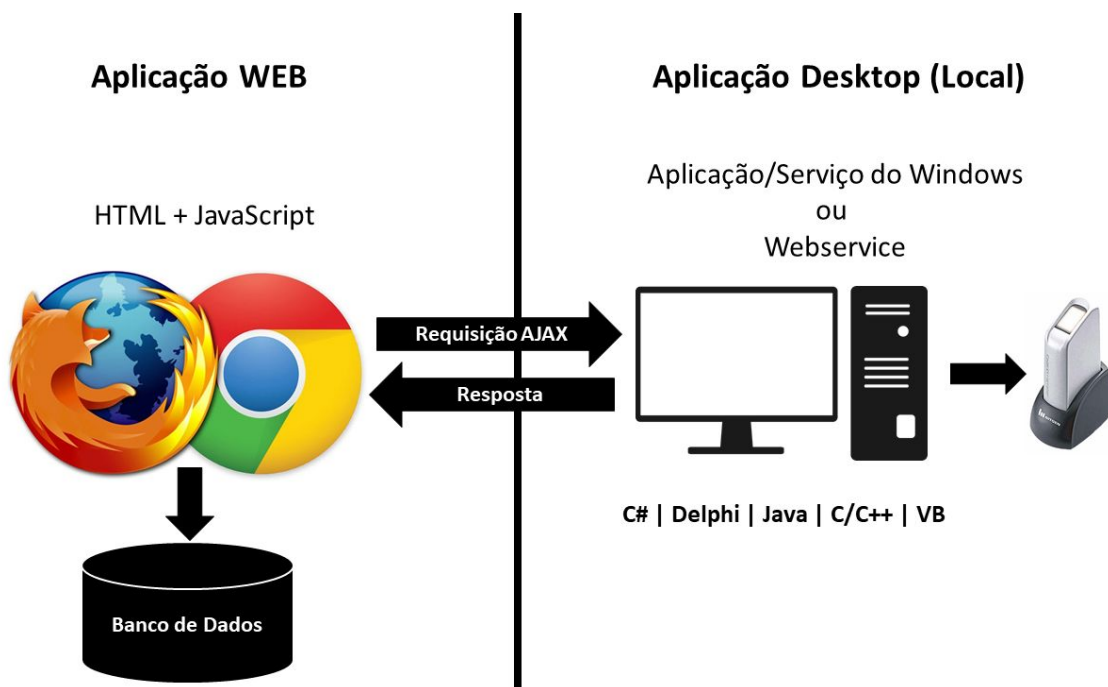 Aplicação WEB
HTML + JavaScript
Banco de Dados
Requisição AJAX
Resposta
Aplicação Desktop (Local)
Aplicação/Serviço do Windows
ou
Webservice
C# | Delphi | Java | C/C++ | VB